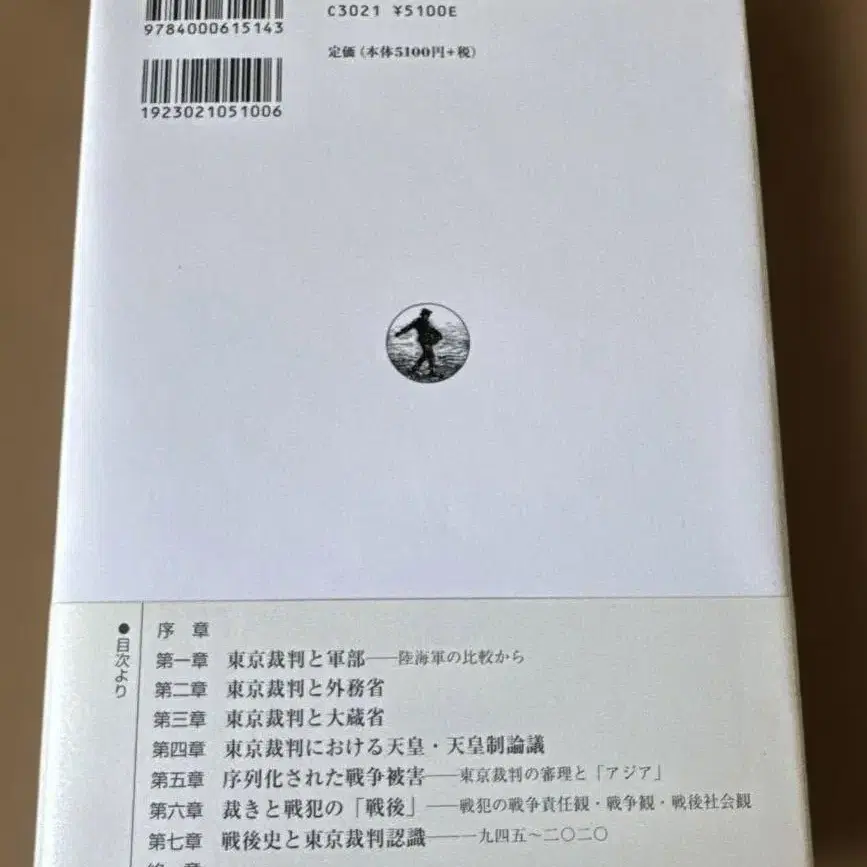 9784000615143
C3021 ¥5100E
定価(本体5100円+税)
1923021051006
●目次より
序 章
第一章 東京裁判と軍部──陸海軍の比較から
第二章 東京裁判と外務省
第三章 東京裁判と大蔵省
第四章 東京裁判における天皇・天皇制論議
第五章 序列化された戦争被害──東京裁判の審理と「アジア」
第六章 裁きと戦犯の「戦後」──戦犯の戦争責任観・戦争観・戦後社会観
第七章 戦後史と東京裁判認識──一九四五~二〇二〇